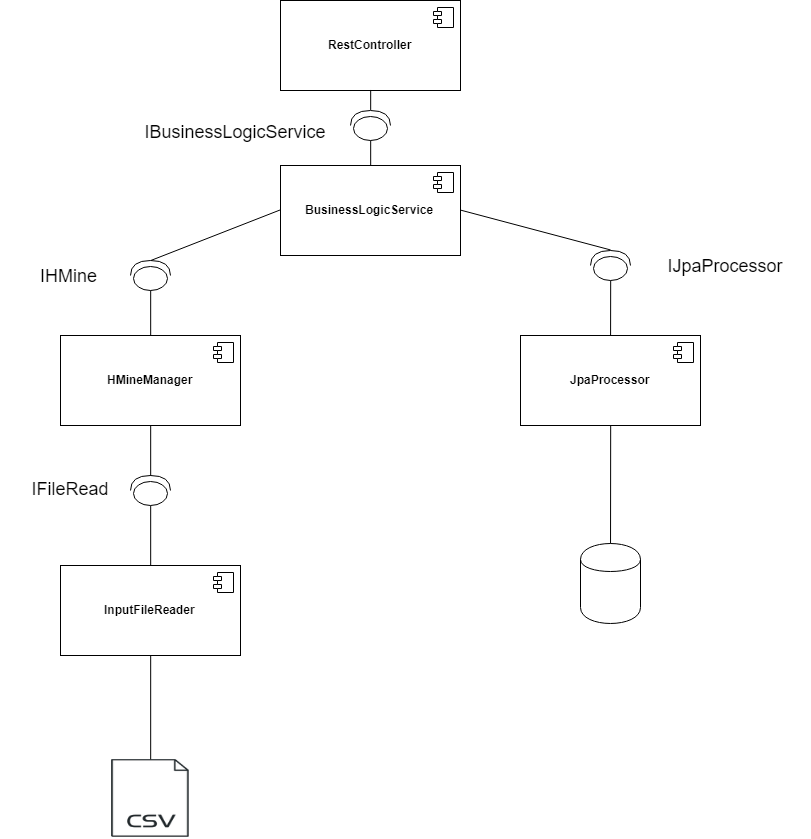 RestController
IBusinessLogicService
BusinessLogicService
IHMine
IJpaProcessor
HMineManager
JpaProcessor
IFileRead
InputFileReader
CSV